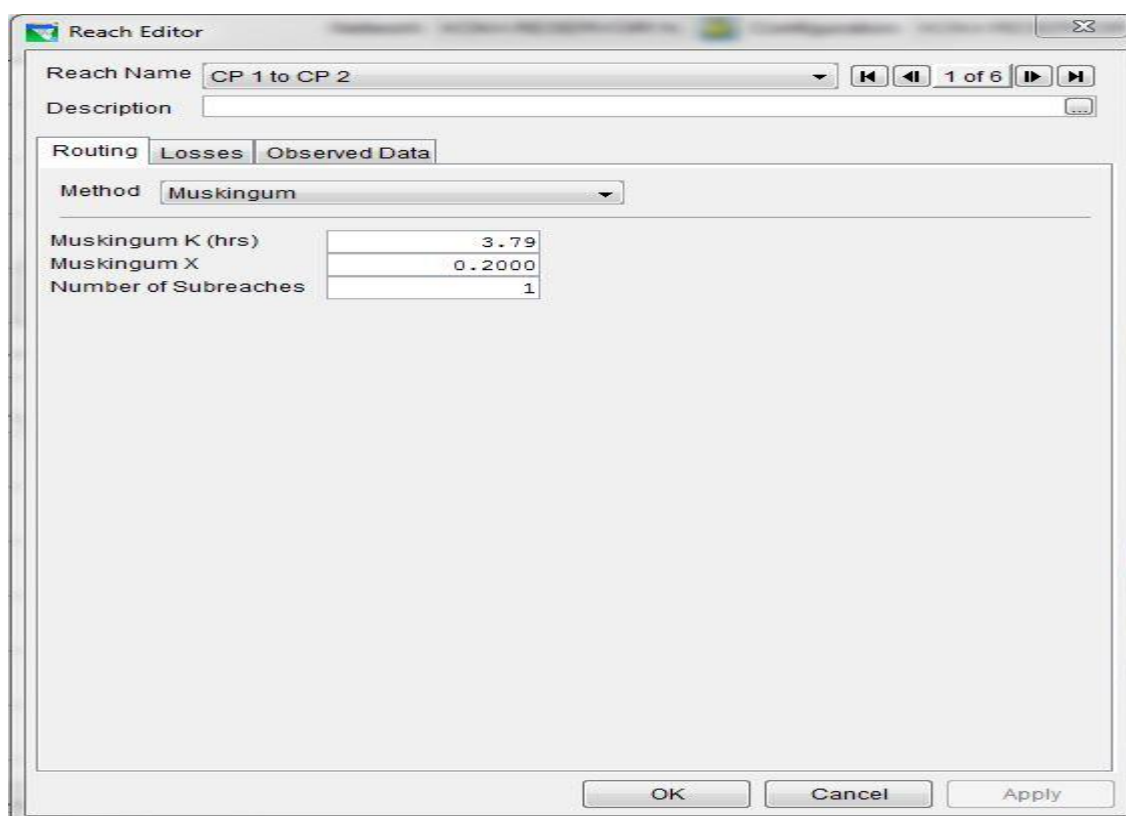 Reach Editor
Reach Name CP 1 to CP 2 1 of 6
Description ...
Routing Losses Observed Data
Method Muskingum
Muskingum K (hrs) 3.79
Muskingum X 0.2000
Number of Subreaches 1
OK Cancel Apply